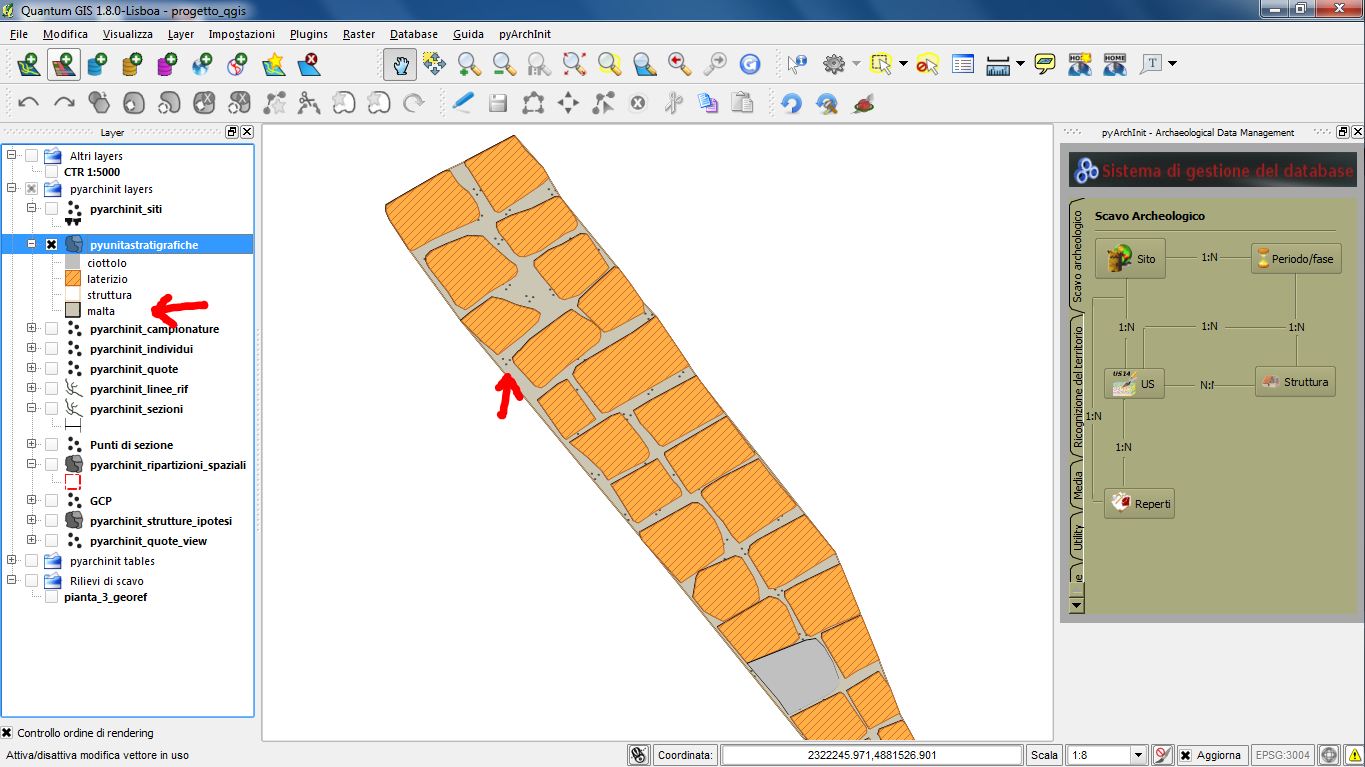 Quantum GIS 1.8.0-Lisboa - progetto_qgis
File Modifica Visualizza Layer Impostazioni Plugins Raster Database Guida pyArchInit
Layer
Altri layers
CTR 1:5000
pyarchinit layers
pyarchinit_siti
pyunitastratigrafiche
ciottolo
laterizio
struttura
malta
pyarchinit_campionature
pyarchinit_individui
pyarchinit_quote
pyarchinit_linee_rif
pyarchinit_sezioni
Punti di sezione
pyarchinit_ripartizioni_spaziali
GCP
pyarchinit_strutture_ipotesi
pyarchinit_quote_view
pyarchinit tables
Rilievi di scavo
pianta_3_georef
Controllo ordine di rendering
pyArchInit - Archaeological Data Management
Sistema di gestione del database
Scavo archeologico
Ricognizione del territorio
Media
Utility
Scavo Archeologico
Sito
1:N
Periodo/fase
1:N
1:N
1:N
US14
US
N:1
Struttura
1:N
1:N
Reperti
Attiva/disattiva modifica vettore in uso
Coordinata:
2322245.971,4881526.901
Scala
1:8
Aggiorna
EPSG:3004